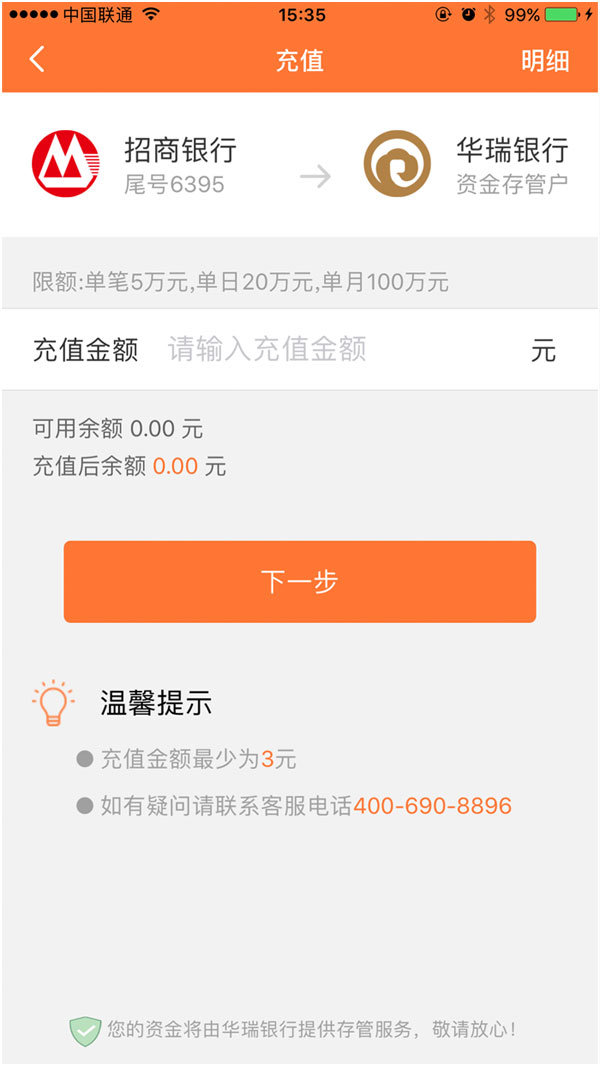 中国联通 15:35 99%
充值 明细
招商银行 华瑞银行
尾号6395 资金存管户
限额:单笔5万元,单日20万元,单月100万元
充值金额 请输入充值金额 元
可用余额 0.00 元
充值后余额 0.00 元
下一步
温馨提示
充值金额最少为3元
如有疑问请联系客服电话400-690-8896
您的资金将由华瑞银行提供存管服务，敬请放心！